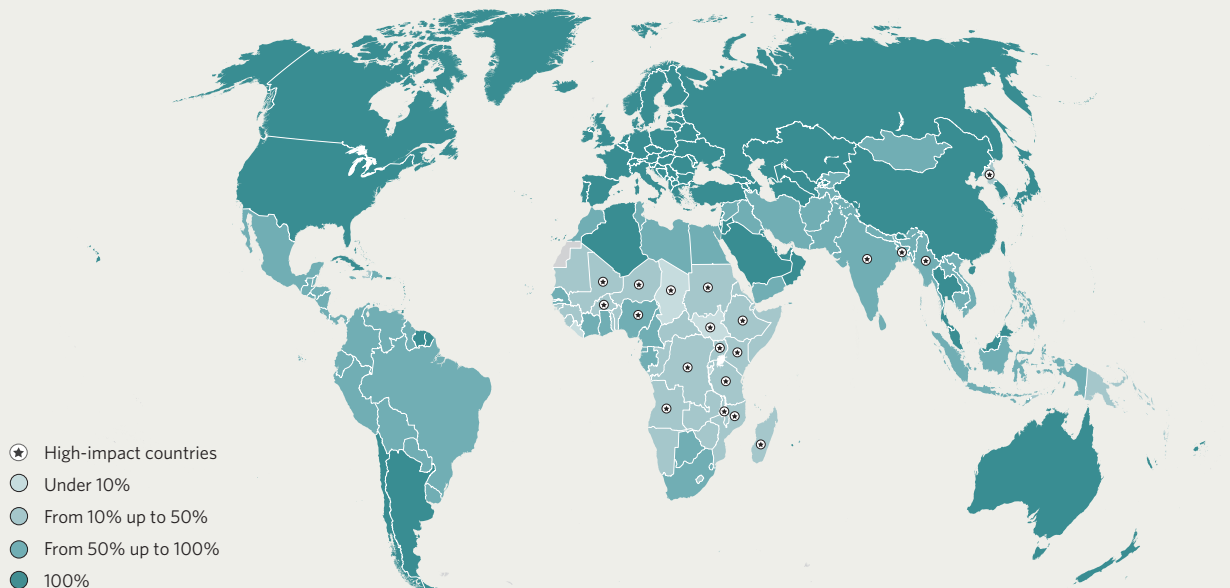 High-impact countries
Under 10%
From 10% up to 50%
From 50% up to 100%
100%